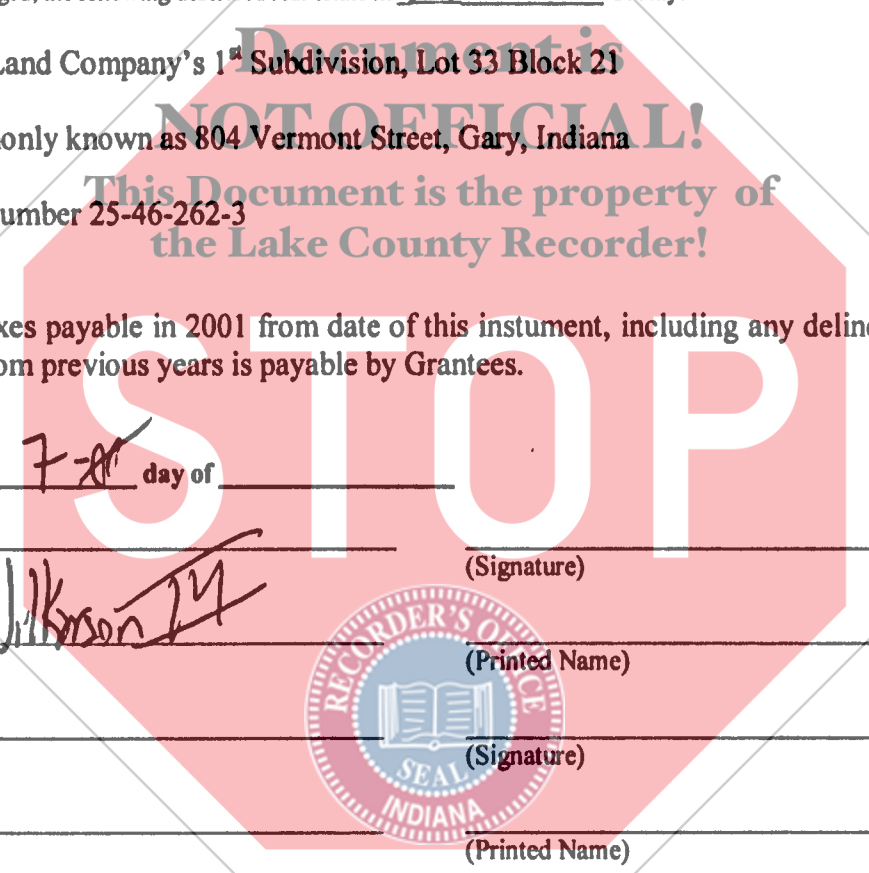 Document is
Land Company's 1st Subdivision, Lot 33 Block 21
NOT OFFICIAL!
only known as 804 Vermont Street, Gary, Indiana
This Document is the property of
umber 25-46-262-3
the Lake County Recorder!
xes payable in 2001 from date of this instument, including any delin
om previous years is payable by Grantees.
STOP
7 day of
(Signature)
(Printed Name)
RECORDER'S OFFICE
(Signature)
SEAL
INDIANA
(Printed Name)